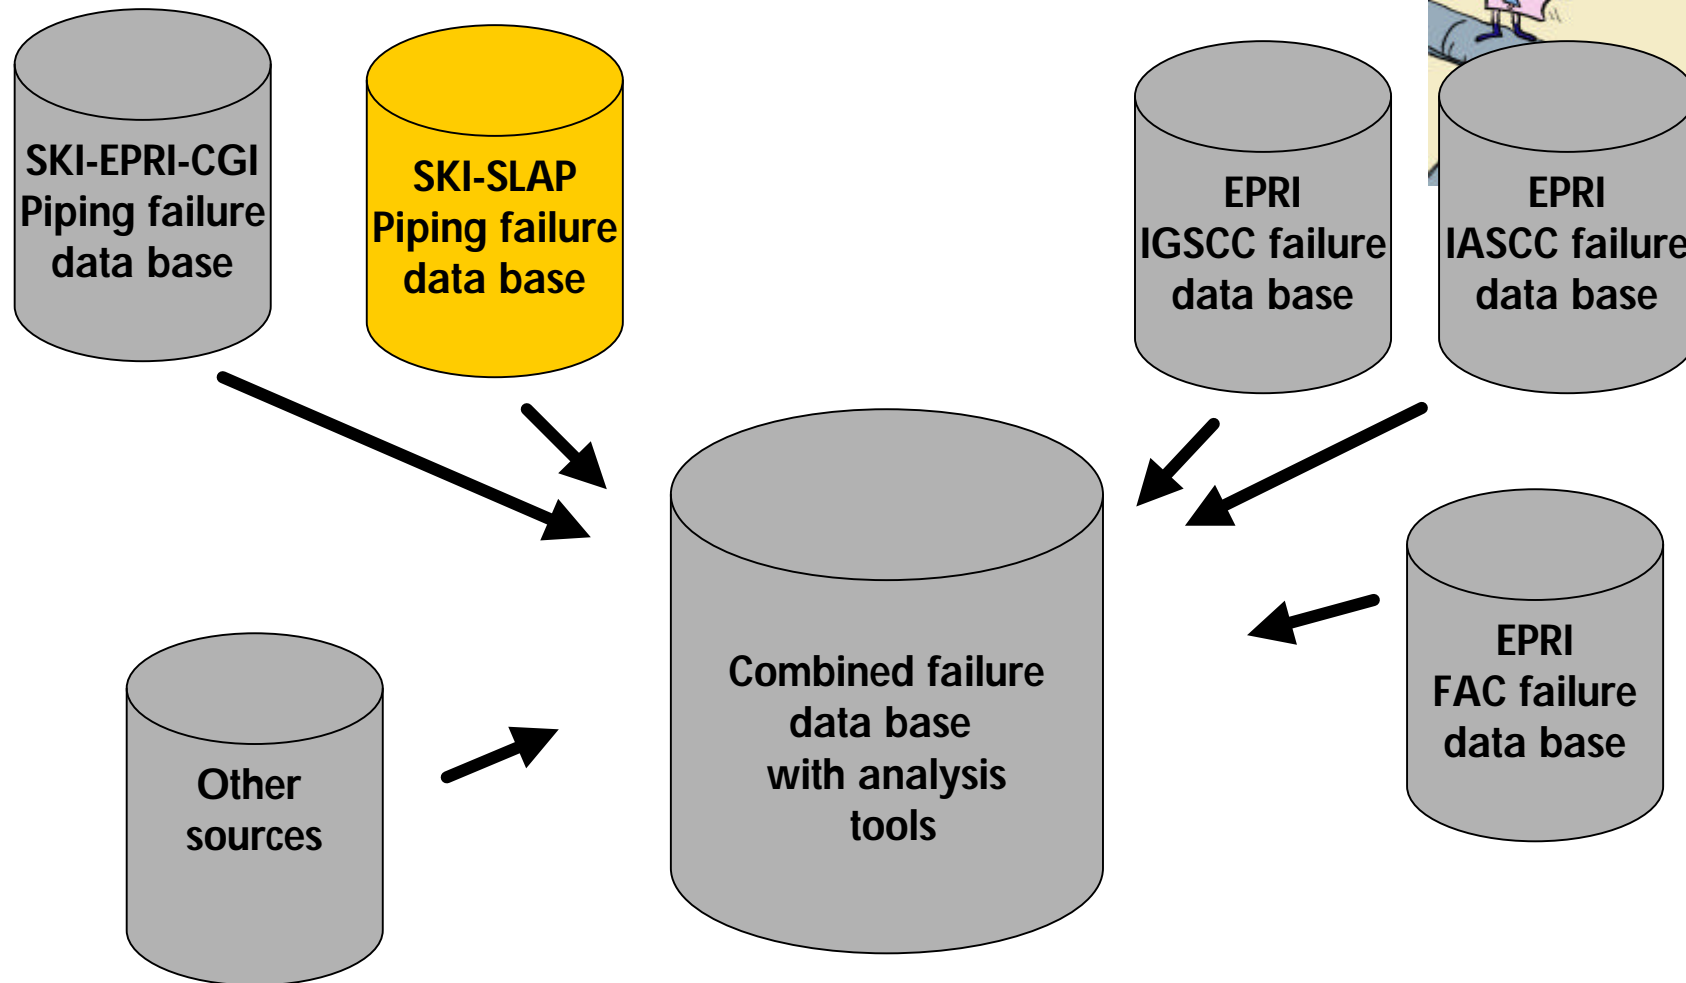 SKI-EPRI-CGI
Piping failure
data base
SKI-SLAP
Piping failure
data base
EPRI
IGSCC failure
data base
EPRI
IASCC failure
data base
EPRI
FAC failure
data base
Combined failure
data base
with analysis
tools
Other
sources